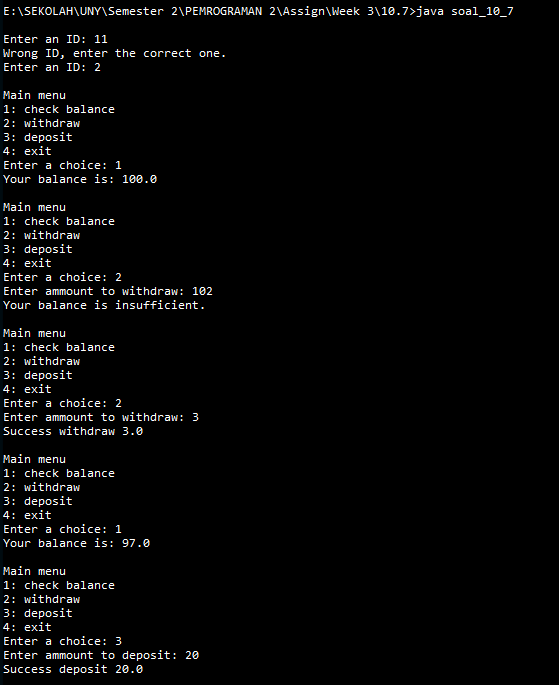 E:\SEKOLAH\UNY\Semester 2\PEMROGRAMAN 2\Assign\Week 3\10.7>java soal_10_7
Enter an ID: 11
Wrong ID, enter the correct one.
Enter an ID: 2
Main menu
1: check balance
2: withdraw
3: deposit
4: exit
Enter a choice: 1
Your balance is: 100.0
Main menu
1: check balance
2: withdraw
3: deposit
4: exit
Enter a choice: 2
Enter ammount to withdraw: 102
Your balance is insufficient.
Main menu
1: check balance
2: withdraw
3: deposit
4: exit
Enter a choice: 2
Enter ammount to withdraw: 3
Success withdraw 3.0
Main menu
1: check balance
2: withdraw
3: deposit
4: exit
Enter a choice: 1
Your balance is: 97.0
Main menu
1: check balance
2: withdraw
3: deposit
4: exit
Enter a choice: 3
Enter ammount to deposit: 20
Success deposit 20.0